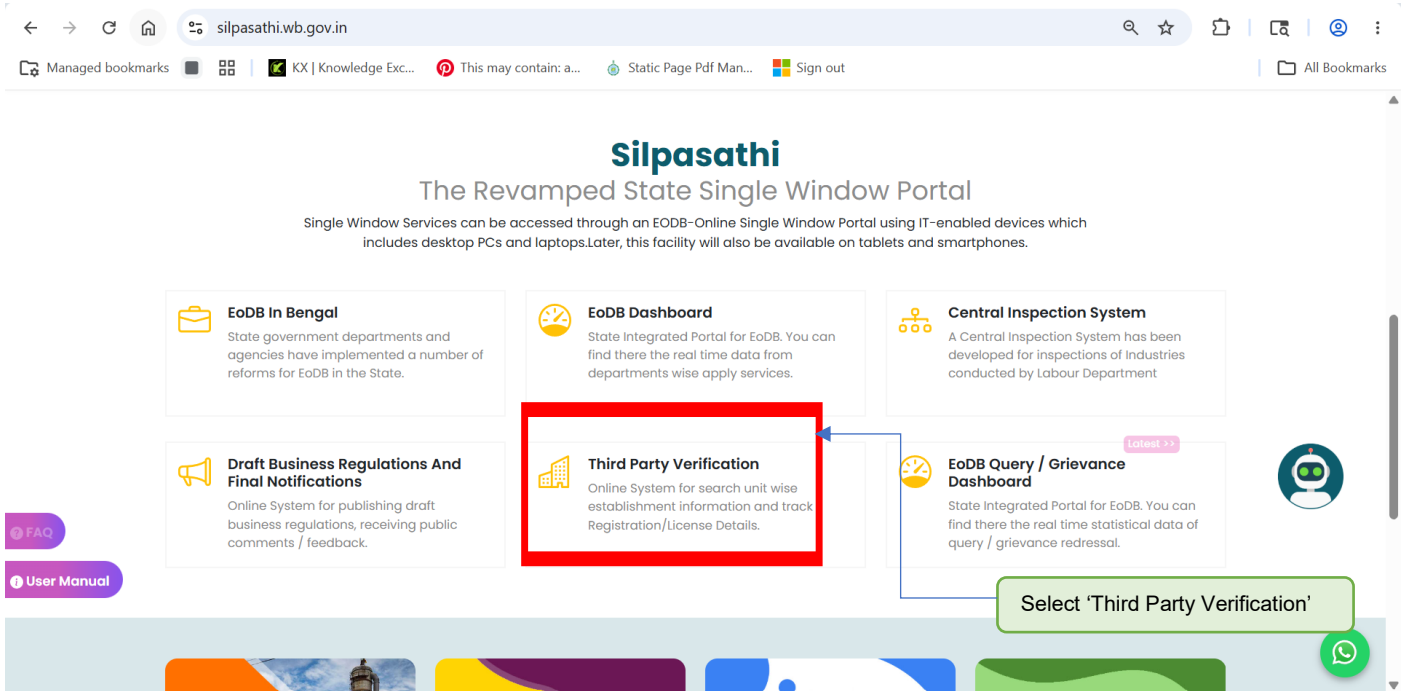 silpasathi.wb.gov.in
Managed bookmarks
KX | Knowledge Exc...
This may contain: a...
Static Page Pdf Man...
Sign out
All Bookmarks
Silpasathi
The Revamped State Single Window Portal
Single Window Services can be accessed through an EODB-Online Single Window Portal using IT-enabled devices which
includes desktop PCs and laptops.Later, this facility will also be available on tablets and smartphones.
EoDB In Bengal
State government departments and
agencies have implemented a number of
reforms for EoDB in the State.
EoDB Dashboard
State Integrated Portal for EoDB. You can
find there the real time data from
departments wise apply services.
Central Inspection System
A Central Inspection System has been
developed for inspections of Industries
conducted by Labour Department
Draft Business Regulations And
Final Notifications
Online System for publishing draft
business regulations, receiving public
comments / feedback.
Third Party Verification
Online System for search unit wise
establishment information and track
Registration/License Details.
Latest >>
EoDB Query / Grievance
Dashboard
State Integrated Portal for EoDB. You can
find there the real time statistical data of
query / grievance redressal.
FAQ
User Manual
Select ‘Third Party Verification’